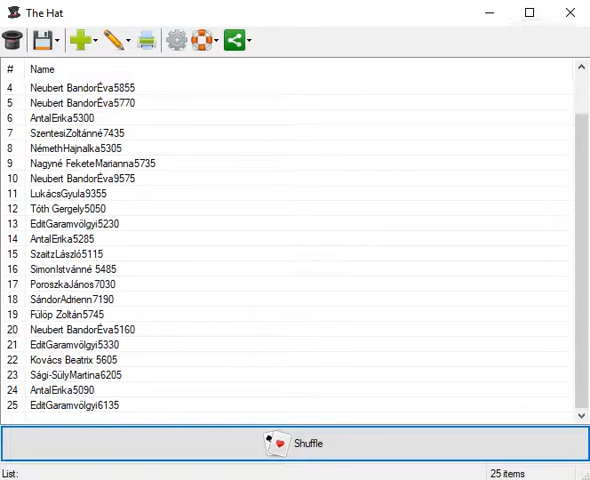 The Hat
# Name
4 Neubert BandorÉva5855
5 Neubert BandorÉva5770
6 AntalErika5300
7 SzentesiZoltánné7435
8 NémethHajnalka5305
9 Nagyné FeketeMarianna5735
10 Neubert BandorÉva9575
11 LukácsGyula9355
12 Tóth Gergely5050
13 EditGaramvölgyi5230
14 AntalErika5285
15 SzaitzLászló5115
16 SimonIstvánné 5485
17 PoroszkaJános7030
18 SándorAdrienn7190
19 Fülöp Zoltán5745
20 Neubert BandorÉva5160
21 EditGaramvölgyi5330
22 Kovács Beatrix 5605
23 Sági-SülyMartina6205
24 AntalErika5090
25 EditGaramvölgyi6135
Shuffle
List: 25 items